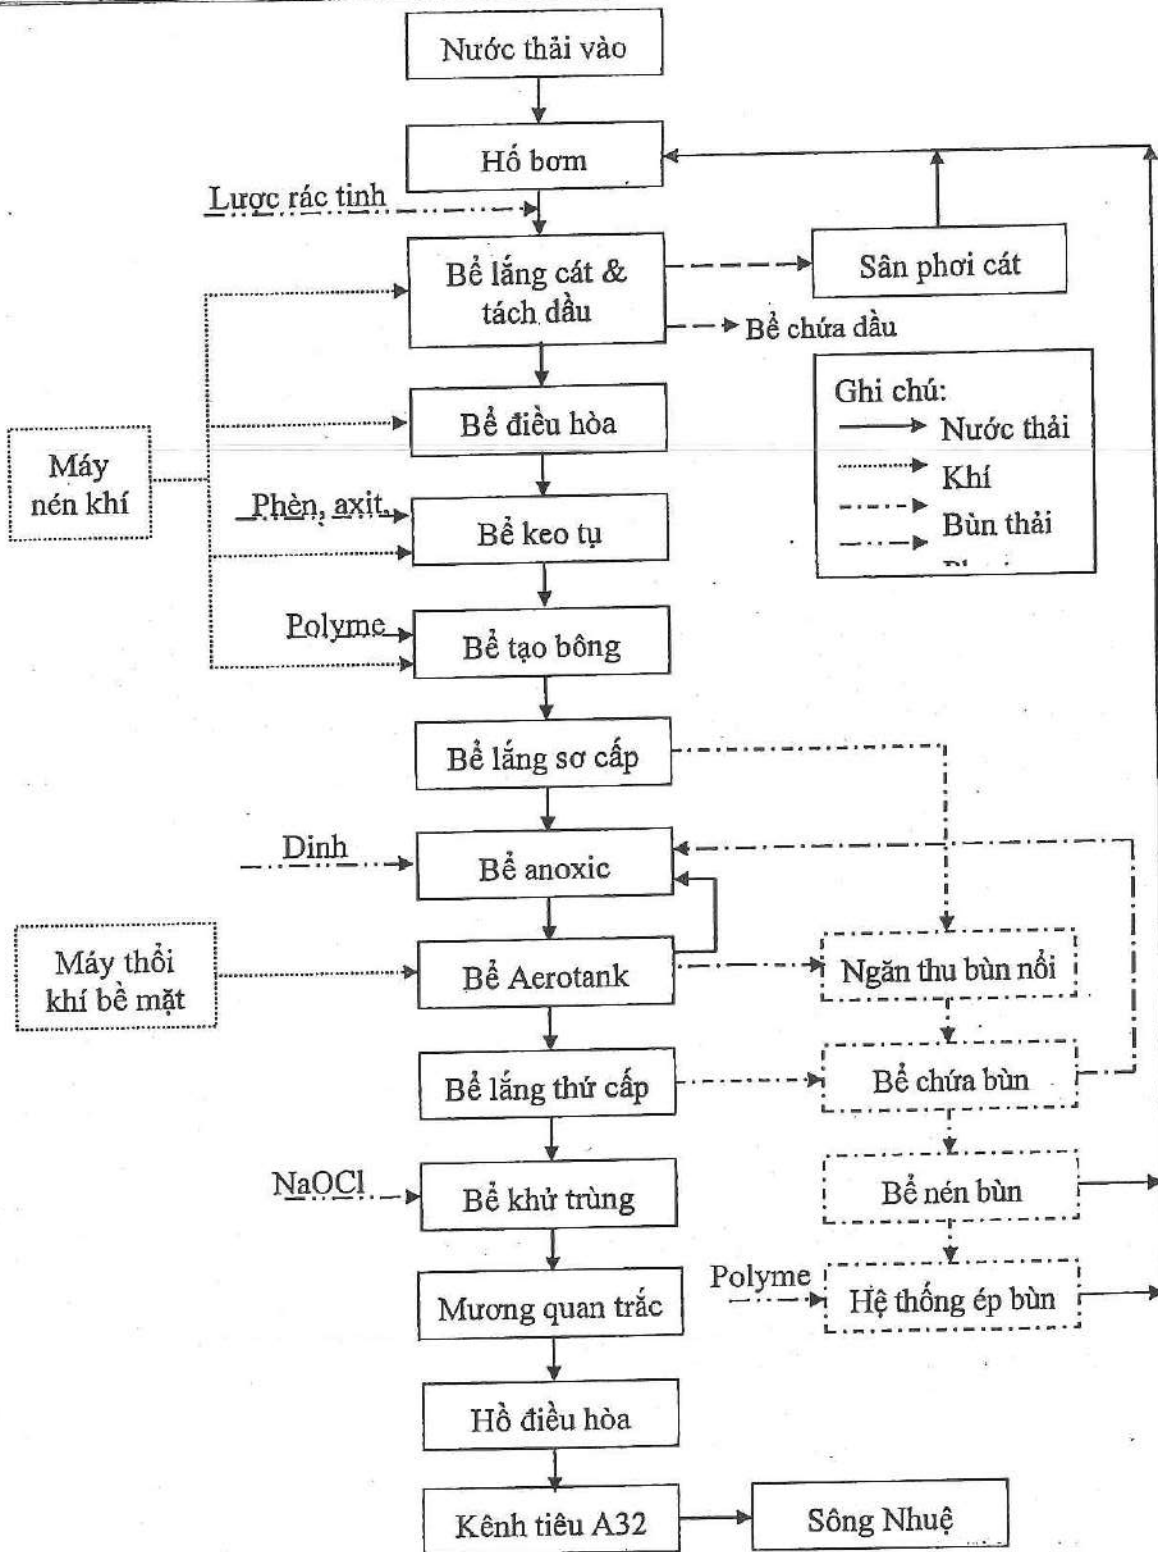 Nước thải vào
Hố bơm
Lược rác tinh
Bể lắng cát &
tách dầu
Sân phơi cát
Bể chứa dầu
Ghi chú:
Nước thải
Khí
Bùn thải
Bể điều hòa
Máy
nén khí
Phèn, axit,
Bể keo tụ
Polyme
Bể tạo bông
Bể lắng sơ cấp
Dinh
Bể anoxic
Máy thổi
khí bề mặt
Bể Aerotank
Ngăn thu bùn nổi
Bể lắng thứ cấp
Bể chứa bùn
NaOCl
Bể khử trùng
Bể nén bùn
Mương quan trắc
Polyme
Hệ thống ép bùn
Hồ điều hòa
Kênh tiêu A32
Sông Nhuệ